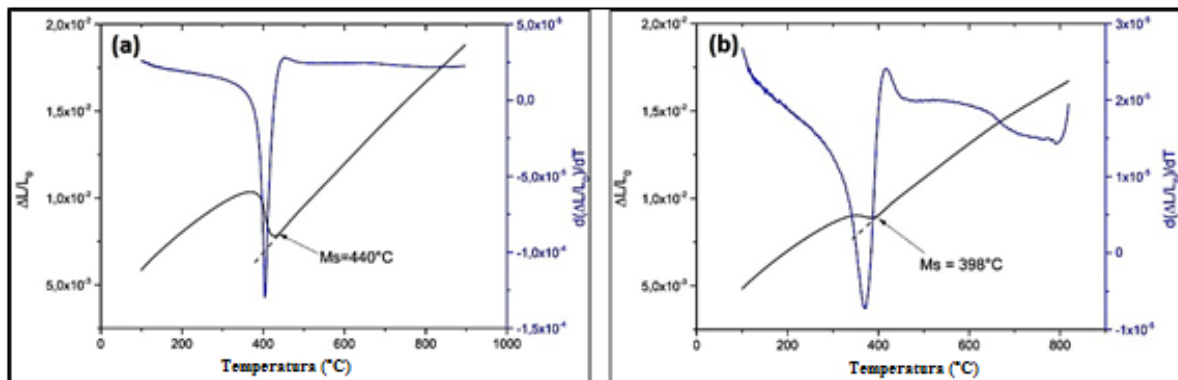 (a)
ΔL/L₀
2,0x10⁻²
1,5x10⁻²
1,0x10⁻²
5,0x10⁻³
5,0x10⁻⁵
0,0
-5,0x10⁻⁵
-1,0x10⁻⁴
-1,5x10⁻⁴
d(ΔL/L₀)/dT
Ms=440°C
0 200 400 600 800 1000
Temperatura (°C)
(b)
ΔL/L₀
2,0x10⁻²
1,5x10⁻²
1,0x10⁻²
5,0x10⁻³
3x10⁻⁵
2x10⁻⁵
1x10⁻⁵
0
-1x10⁻⁵
d(ΔL/L₀)/dT
Ms = 398°C
0 200 400 600 800
Temperatura (°C)